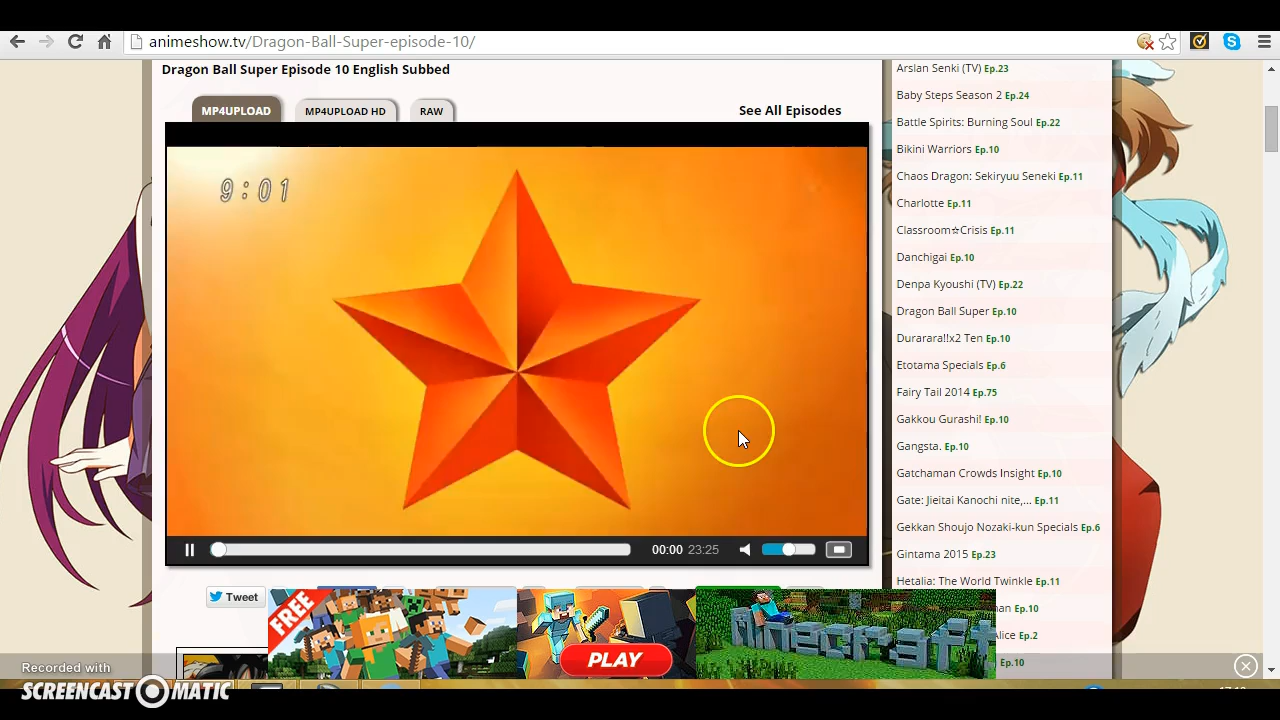 animeshow.tv/Dragon-Ball-Super-episode-10/
Dragon Ball Super Episode 10 English Subbed
MP4UPLOAD
MP4UPLOAD HD
RAW
See All Episodes
9:01
00:00 23:25
Tweet
FREE
PLAY
minecraft
Arslan Senki (TV) Ep.23
Baby Steps Season 2 Ep.24
Battle Spirits: Burning Soul Ep.22
Bikini Warriors Ep.10
Chaos Dragon: Sekiryuu Seneki Ep.11
Charlotte Ep.11
Classroom☆Crisis Ep.11
Danchigai Ep.10
Denpa Kyoushi (TV) Ep.22
Dragon Ball Super Ep.10
Durarara!!x2 Ten Ep.10
Etotama Specials Ep.6
Fairy Tail 2014 Ep.75
Gakkou Gurashi! Ep.10
Gangsta. Ep.10
Gatchaman Crowds Insight Ep.10
Gate: Jieitai Kanochi nite,... Ep.11
Gekkan Shoujo Nozaki-kun Specials Ep.6
Gintama 2015 Ep.23
Hetalia: The World Twinkle Ep.11
Ep.10
Alice Ep.2
Ep.10
Recorded with
SCREENCAST-O-MATIC